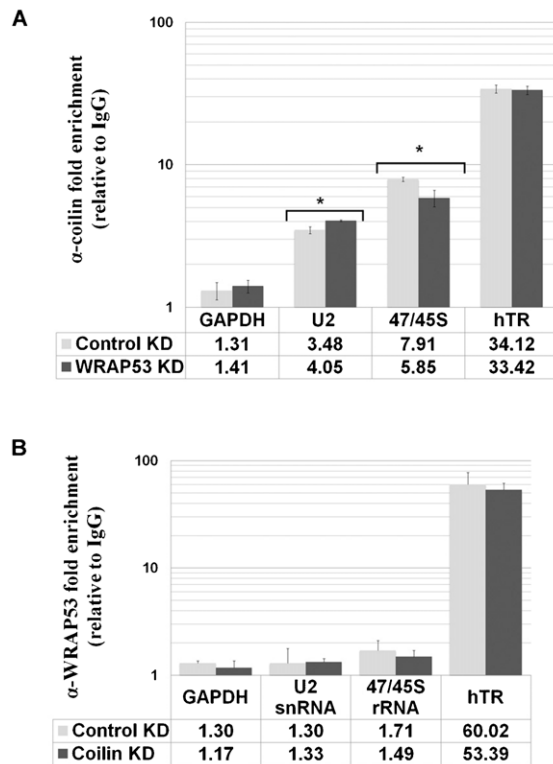 A
α-coilin fold enrichment
(relative to IgG)
100
10
1
GAPDH U2 47/45S hTR
* *
Control KD 1.31 3.48 7.91 34.12
WRAP53 KD 1.41 4.05 5.85 33.42
B
α-WRAP53 fold enrichment
(relative to IgG)
100
10
1
GAPDH U2 snRNA 47/45S rRNA hTR
Control KD 1.30 1.30 1.71 60.02
Coilin KD 1.17 1.33 1.49 53.39